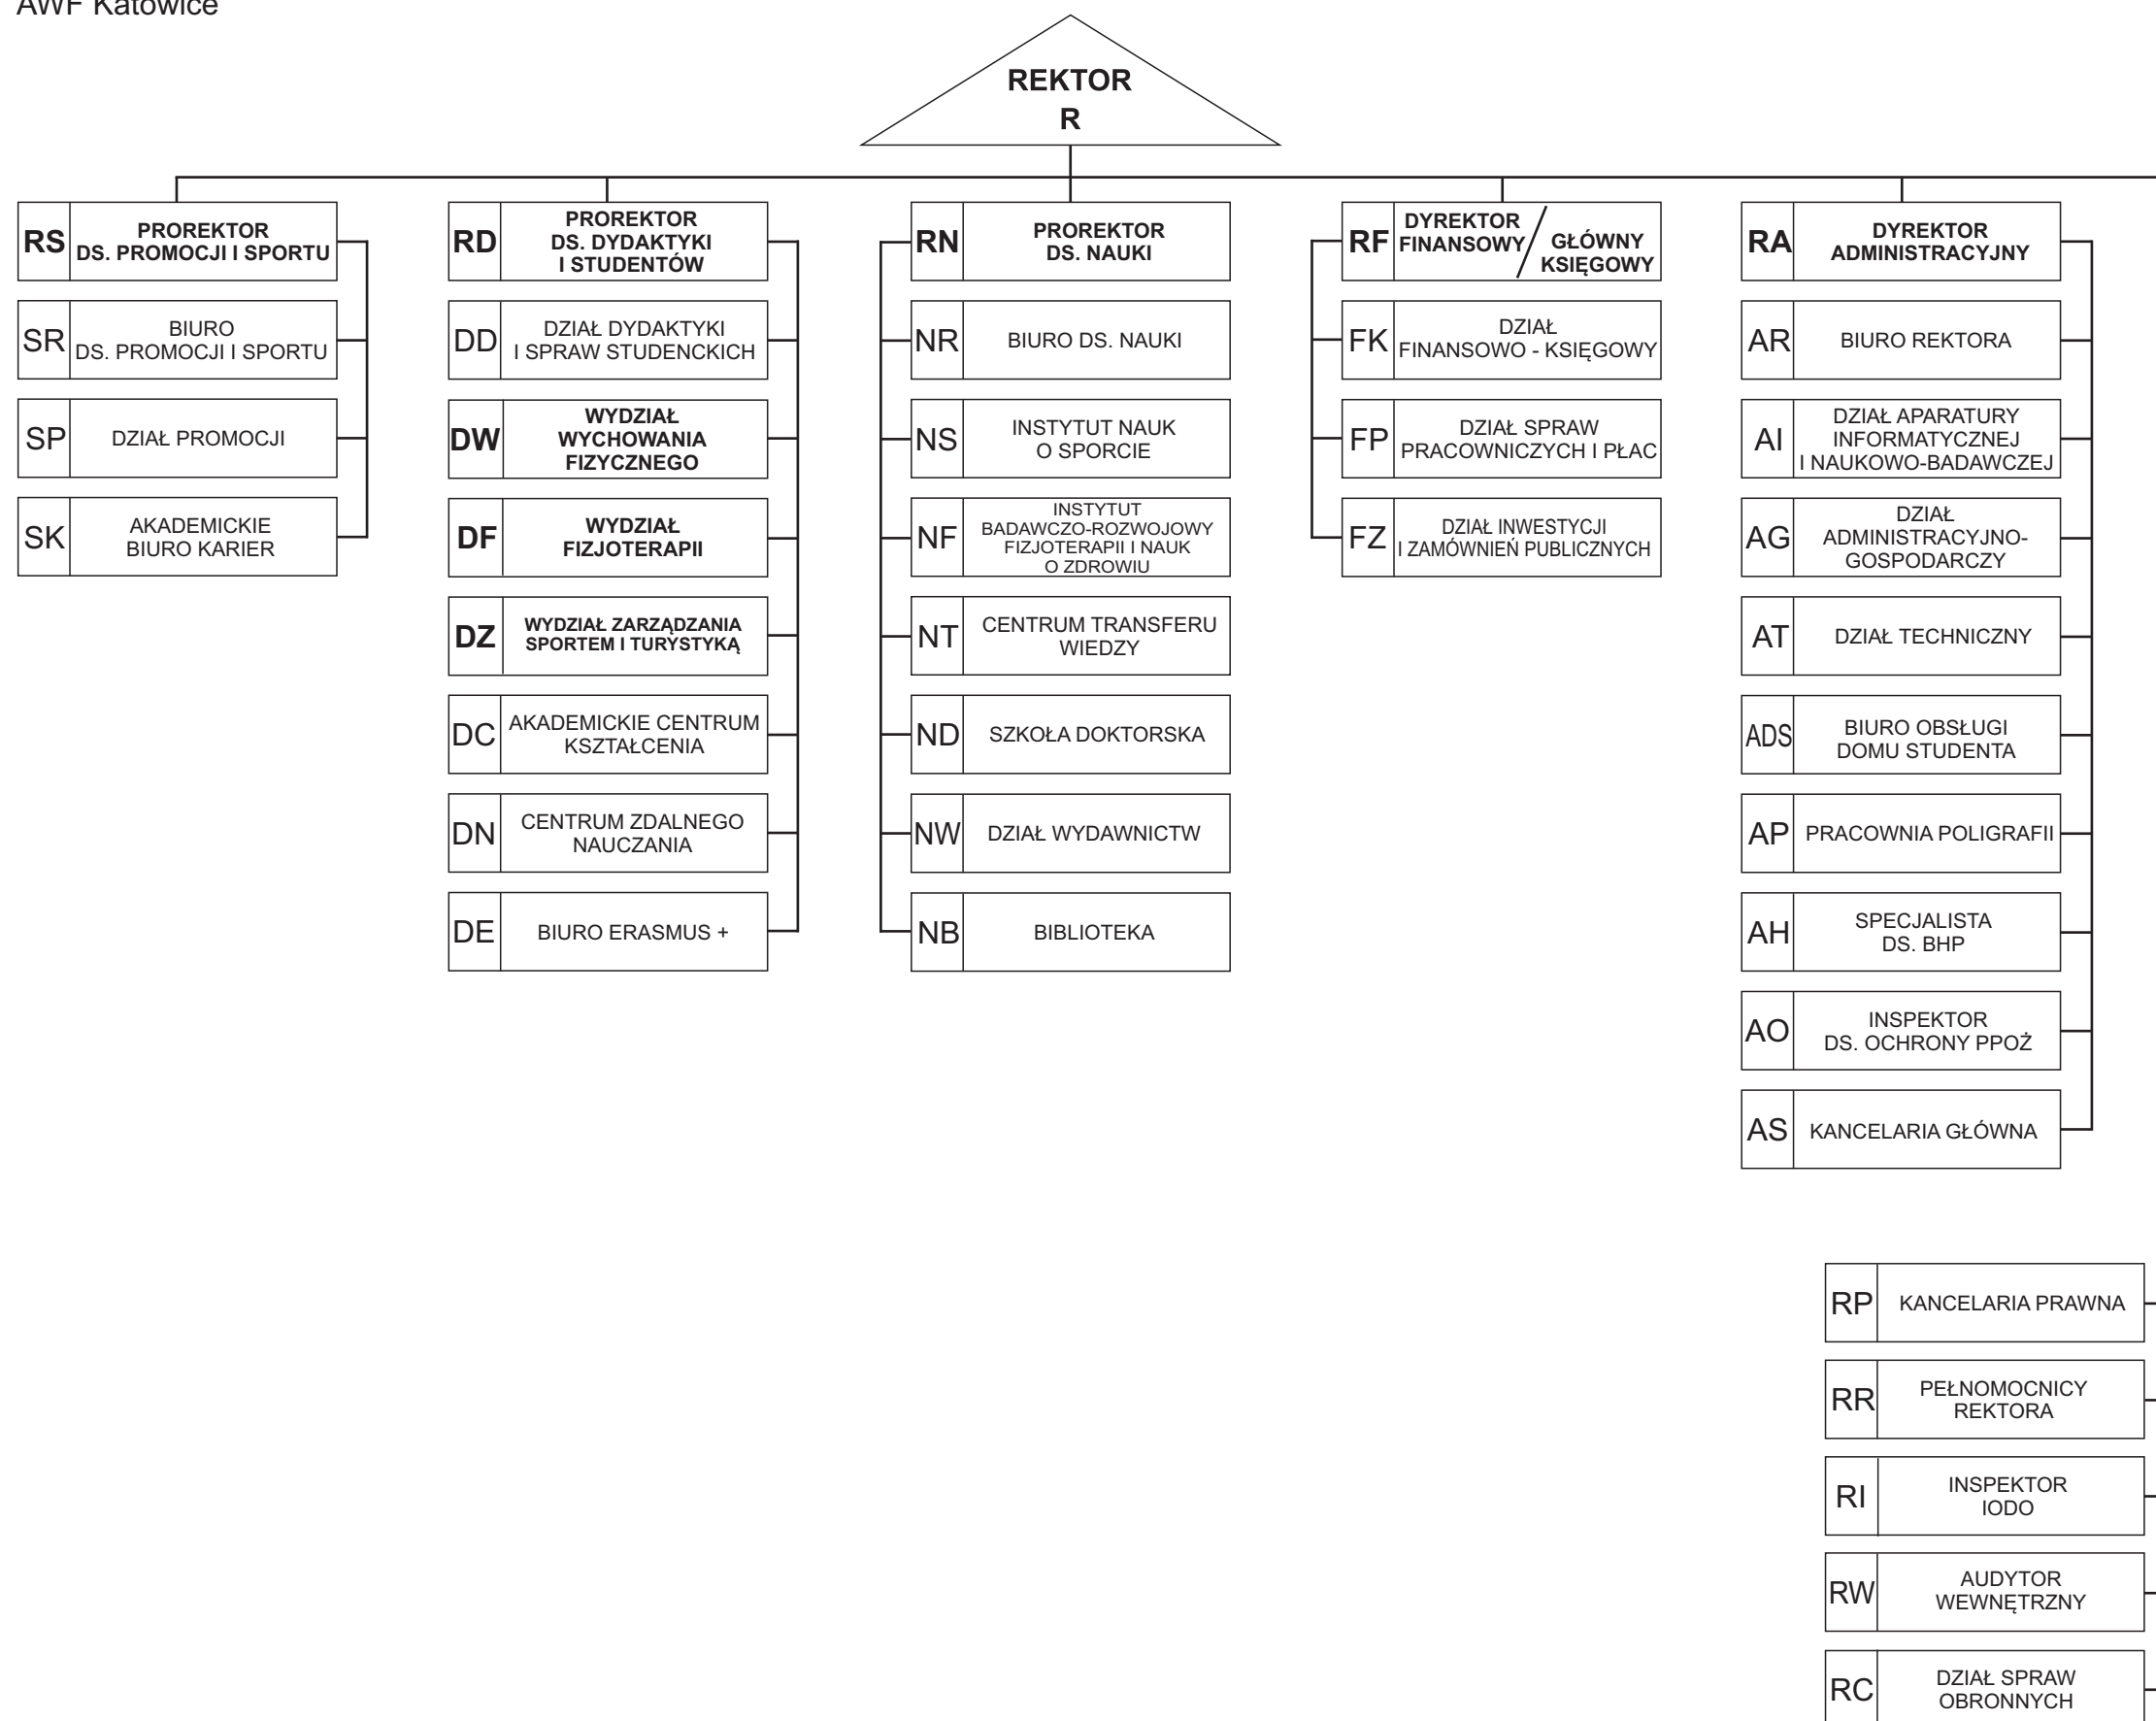 AWF Katowice
REKTOR
R
RS
PROREKTOR
DS. PROMOCJI I SPORTU
SR
BIURO
DS. PROMOCJI I SPORTU
SP
DZIAŁ PROMOCJI
SK
AKADEMICKIE
BIURO KARIER
RD
PROREKTOR
DS. DYDAKTYKI
I STUDENTÓW
DD
DZIAŁ DYDAKTYKI
I SPRAW STUDENCKICH
DW
WYDZIAŁ
WYCHOWANIA
FIZYCZNEGO
DF
WYDZIAŁ
FIZJOTERAPII
DZ
WYDZIAŁ ZARZĄDZANIA
SPORTEM I TURYSTYKĄ
DC
AKADEMICKIE CENTRUM
KSZTAŁCENIA
DN
CENTRUM ZDALNEGO
NAUCZANIA
DE
BIURO ERASMUS +
RN
PROREKTOR
DS. NAUKI
NR
BIURO DS. NAUKI
NS
INSTYTUT NAUK
O SPORCIE
NF
INSTYTUT
BADAWCZO-ROZWOJOWY
FIZJOTERAPII I NAUK
O ZDROWIU
NT
CENTRUM TRANSFERU
WIEDZY
ND
SZKOŁA DOKTORSKA
NW
DZIAŁ WYDAWNICTW
NB
BIBLIOTEKA
RF
DYREKTOR
FINANSOWY /
GŁÓWNY
KSIĘGOWY
FK
DZIAŁ
FINANSOWO - KSIĘGOWY
FP
DZIAŁ SPRAW
PRACOWNICZYCH I PŁAC
FZ
DZIAŁ INWESTYCJI
I ZAMÓWNIEŃ PUBLICZNYCH
RA
DYREKTOR
ADMINISTRACYJNY
AR
BIURO REKTORA
AI
DZIAŁ APARATURY
INFORMATYCZNEJ
I NAUKOWO-BADAWCZEJ
AG
DZIAŁ
ADMINISTRACYJNO-
GOSPODARCZY
AT
DZIAŁ TECHNICZNY
ADS
BIURO OBSŁUGI
DOMU STUDENTA
AP
PRACOWNIA POLIGRAFII
AH
SPECJALISTA
DS. BHP
AO
INSPEKTOR
DS. OCHRONY PPOŻ
AS
KANCELARIA GŁÓWNA
RP
KANCELARIA PRAWNA
RR
PEŁNOMOCNICY
REKTORA
RI
INSPEKTOR
IODO
RW
AUDYTOR
WEWNĘTRZNY
RC
DZIAŁ SPRAW
OBRONNYCH